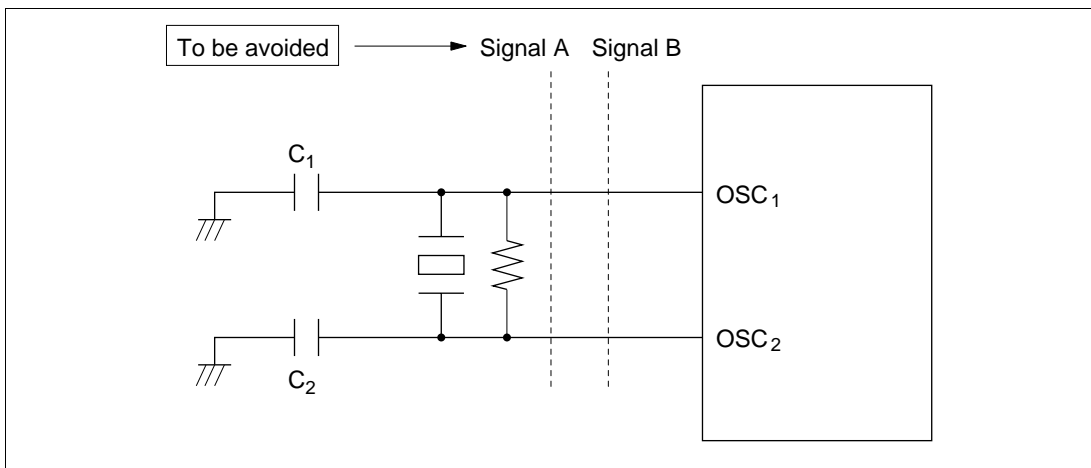 To be avoided
Signal A
Signal B
C1
OSC1
OSC2
C2